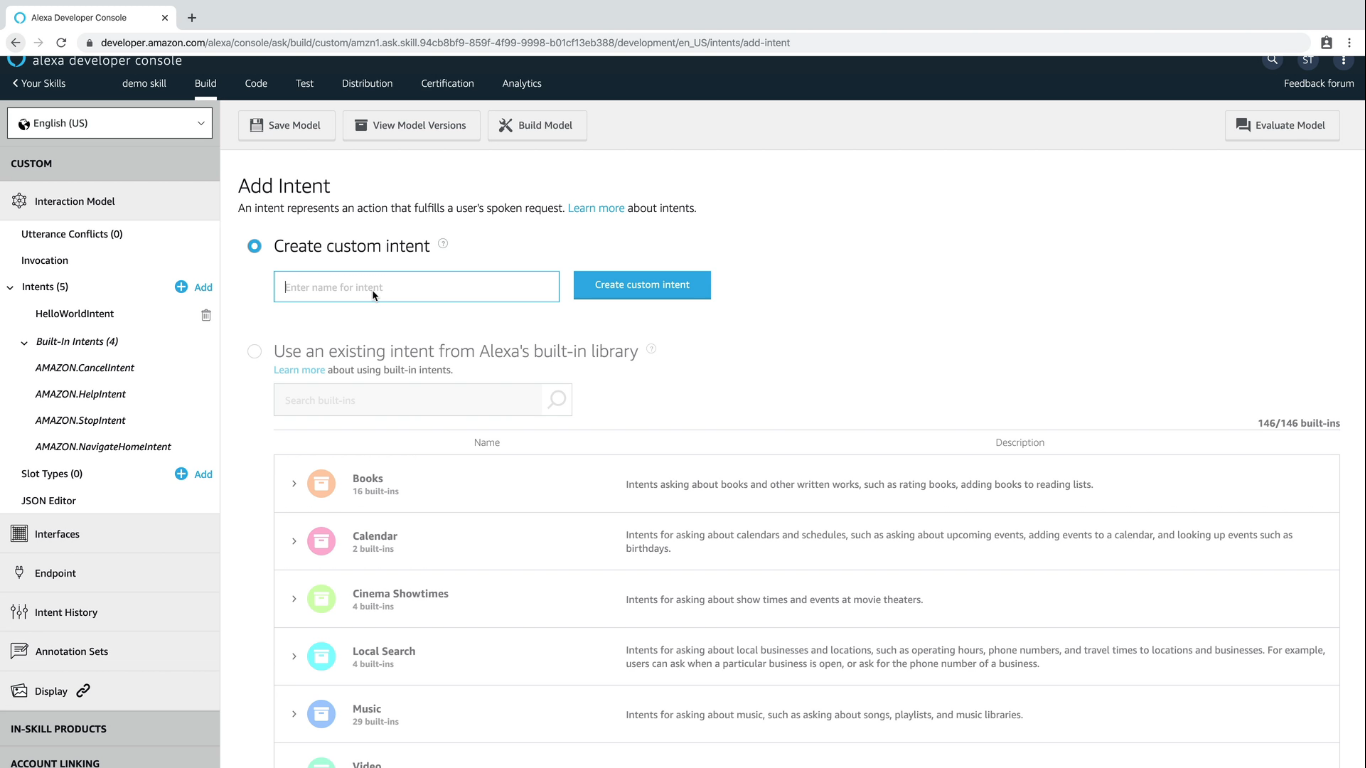 Alexa Developer Console
developer.amazon.com/alexa/console/ask/build/custom/amzn1.ask.skill.94cb8bf9-859f-4f99-9998-b01cf13eb388/development/en_US/intents/add-intent
alexa developer console
ST
Your Skills
demo skill
Build
Code
Test
Distribution
Certification
Analytics
Feedback forum
English (US)
Save Model
View Model Versions
Build Model
Evaluate Model
CUSTOM
Interaction Model
Utterance Conflicts (0)
Invocation
Intents (5)
Add
HelloWorldIntent
Built-In Intents (4)
AMAZON.CancelIntent
AMAZON.HelpIntent
AMAZON.StopIntent
AMAZON.NavigateHomeIntent
Slot Types (0)
Add
JSON Editor
Interfaces
Endpoint
Intent History
Annotation Sets
Display
IN-SKILL PRODUCTS
ACCOUNT LINKING
Add Intent
An intent represents an action that fulfills a user's spoken request. Learn more about intents.
Create custom intent
Enter name for intent
Create custom intent
Use an existing intent from Alexa's built-in library
Learn more about using built-in intents.
Search built-ins
146/146 built-ins
Name
Description
Books
16 built-ins
Intents asking about books and other written works, such as rating books, adding books to reading lists.
Calendar
2 built-ins
Intents for asking about calendars and schedules, such as asking about upcoming events, adding events to a calendar, and looking up events such as
birthdays.
Cinema Showtimes
4 built-ins
Intents for asking about show times and events at movie theaters.
Local Search
4 built-ins
Intents for asking about local businesses and locations, such as operating hours, phone numbers, and travel times to locations and businesses. For example,
users can ask when a particular business is open, or ask for the phone number of a business.
Music
29 built-ins
Intents for asking about music, such as asking about songs, playlists, and music libraries.
Video